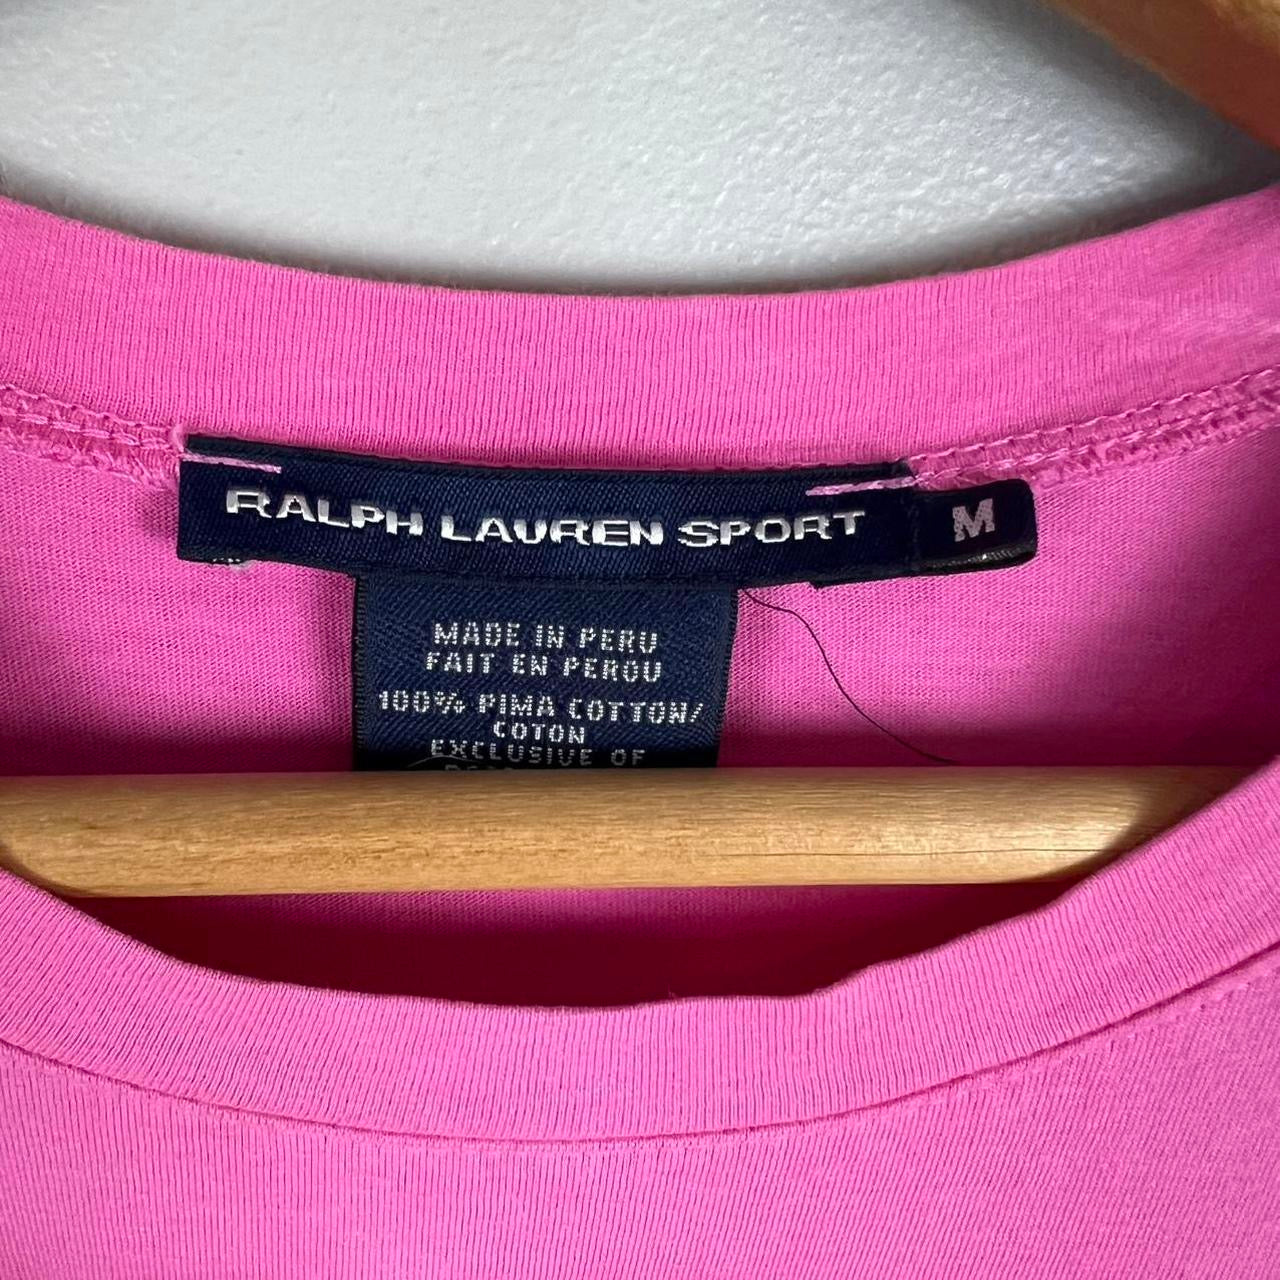 RALPH LAUREN SPORT
M
MADE IN PERU
FAIT EN PEROU
100% PIMA COTTON/
COTON
EXCLUSIVE OF